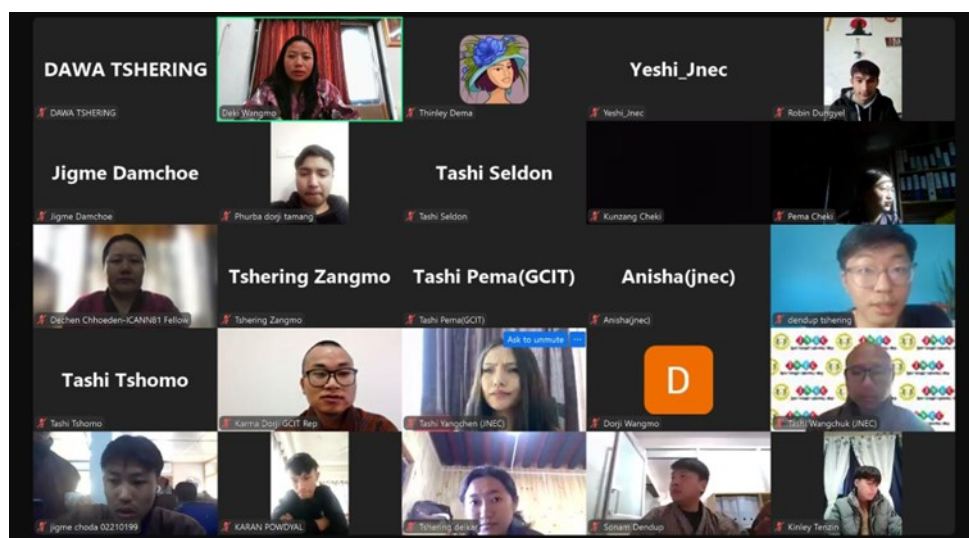 DAWA TSHERING
DAWA TSHERING
Deki Wangmo
Thinley Dema
Yeshi_Jnec
Yeshi_Jnec
Robin Dungyel
Jigme Damchoe
Jigme Damchoe
Phurba dorji tamang
Tashi Seldon
Tashi Seldon
Kunzang Cheki
Pema Cheki
Dechen Chhoeden-ICANN81 Fellow
Tshering Zangmo
Tshering Zangmo
Tashi Pema(GCIT)
Tashi Pema(GCIT)
Anisha(jnec)
Anisha(jnec)
dendup tshering
Tashi Tshomo
Tashi Tshomo
Karma Dorji GCIT Rep
Ask to unmute
Tashi Yangchen (JNEC)
D
Dorji Wangmo
JNEC
Tashi Wangchuk (JNEC)
jigme choda 02210199
KARAN POWDYAL
Tshering delkar
Sonam Dendup
Kinley Tenzin